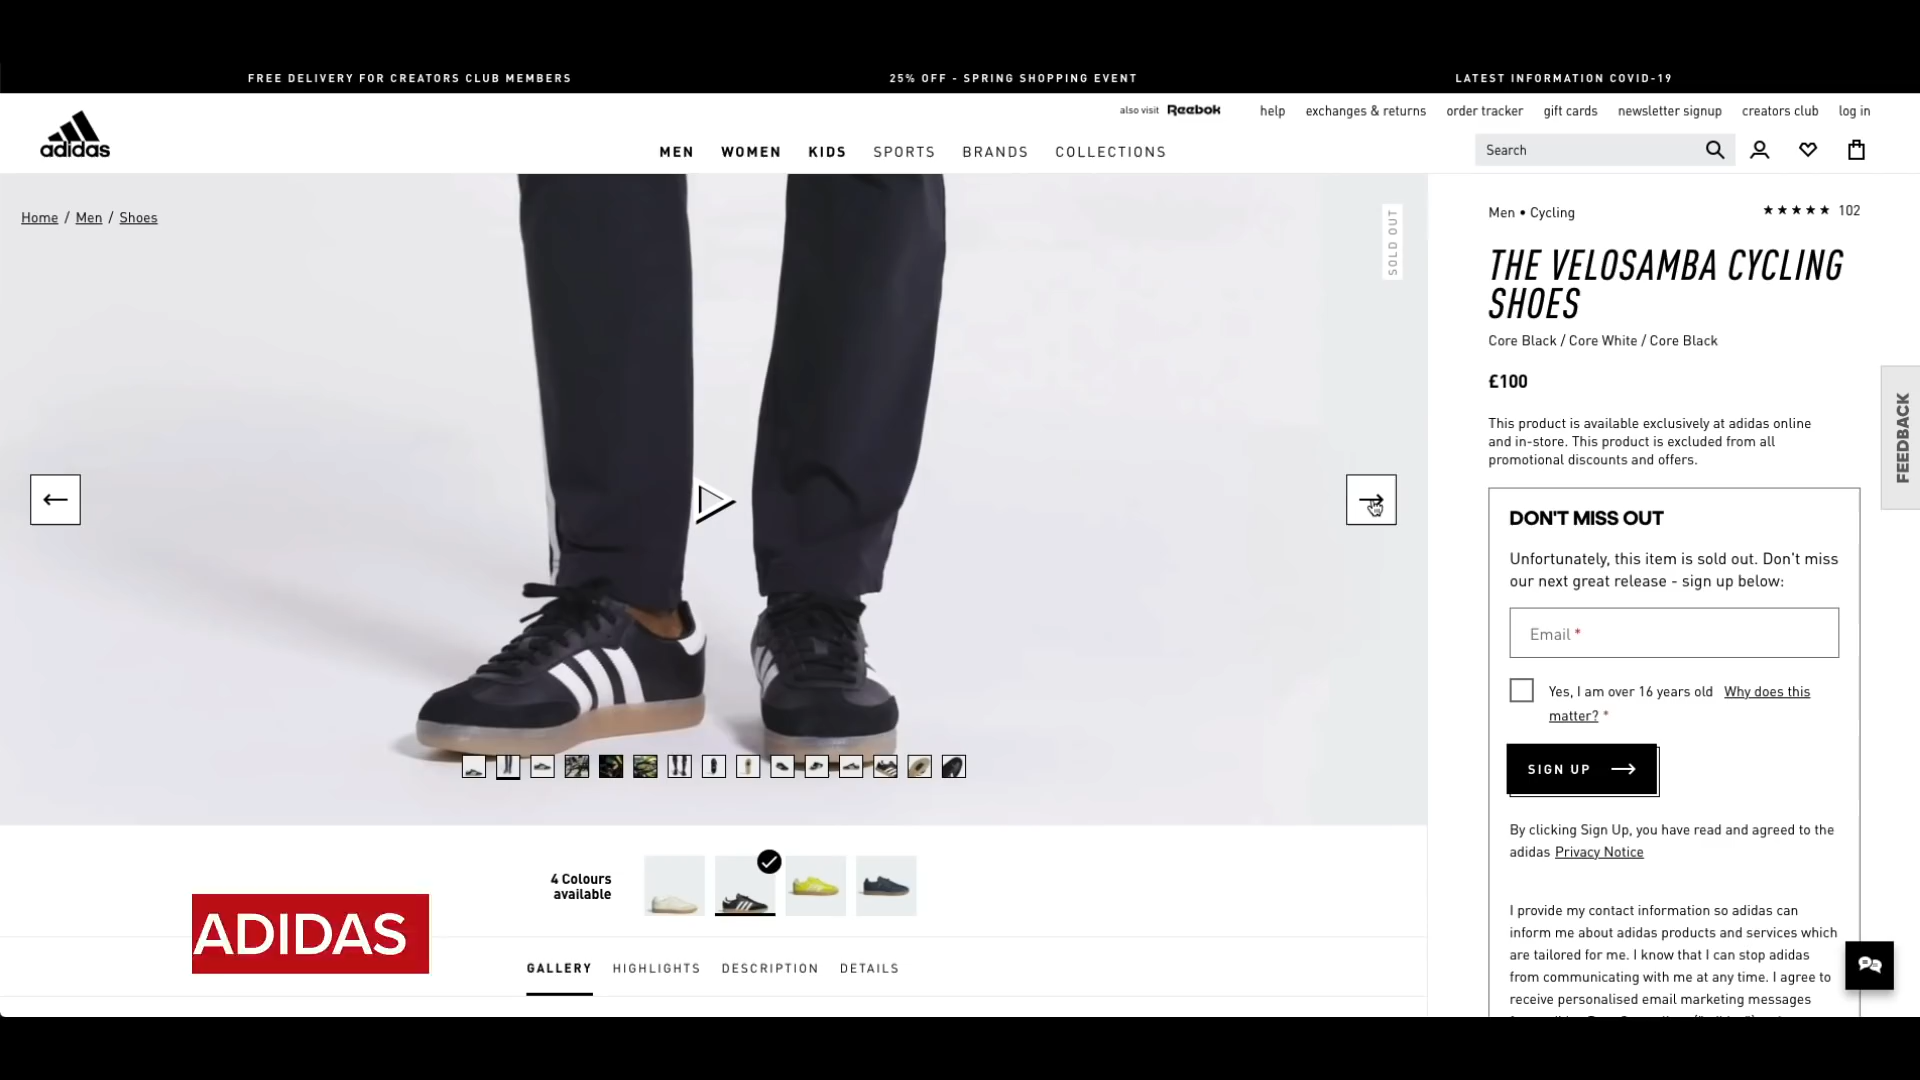 FREE DELIVERY FOR CREATORS CLUB MEMBERS
25% OFF - SPRING SHOPPING EVENT
LATEST INFORMATION COVID-19
also visit Reebok
help
exchanges & returns
order tracker
gift cards
newsletter signup
creators club
log in
adidas
MEN
WOMEN
KIDS
SPORTS
BRANDS
COLLECTIONS
Search
Home / Men / Shoes
SOLD OUT
Men • Cycling
102
THE VELOSAMBA CYCLING
SHOES
Core Black / Core White / Core Black
£100
This product is available exclusively at adidas online
and in-store. This product is excluded from all
promotional discounts and offers.
FEEDBACK
DON'T MISS OUT
Unfortunately, this item is sold out. Don't miss
our next great release - sign up below:
Email *
Yes, I am over 16 years old Why does this
matter? *
SIGN UP
By clicking Sign Up, you have read and agreed to the
adidas Privacy Notice
I provide my contact information so adidas can
inform me about adidas products and services which
are tailored for me. I know that I can stop adidas
from communicating with me at any time. I agree to
receive personalised email marketing messages
4 Colours
available
ADIDAS
GALLERY
HIGHLIGHTS
DESCRIPTION
DETAILS